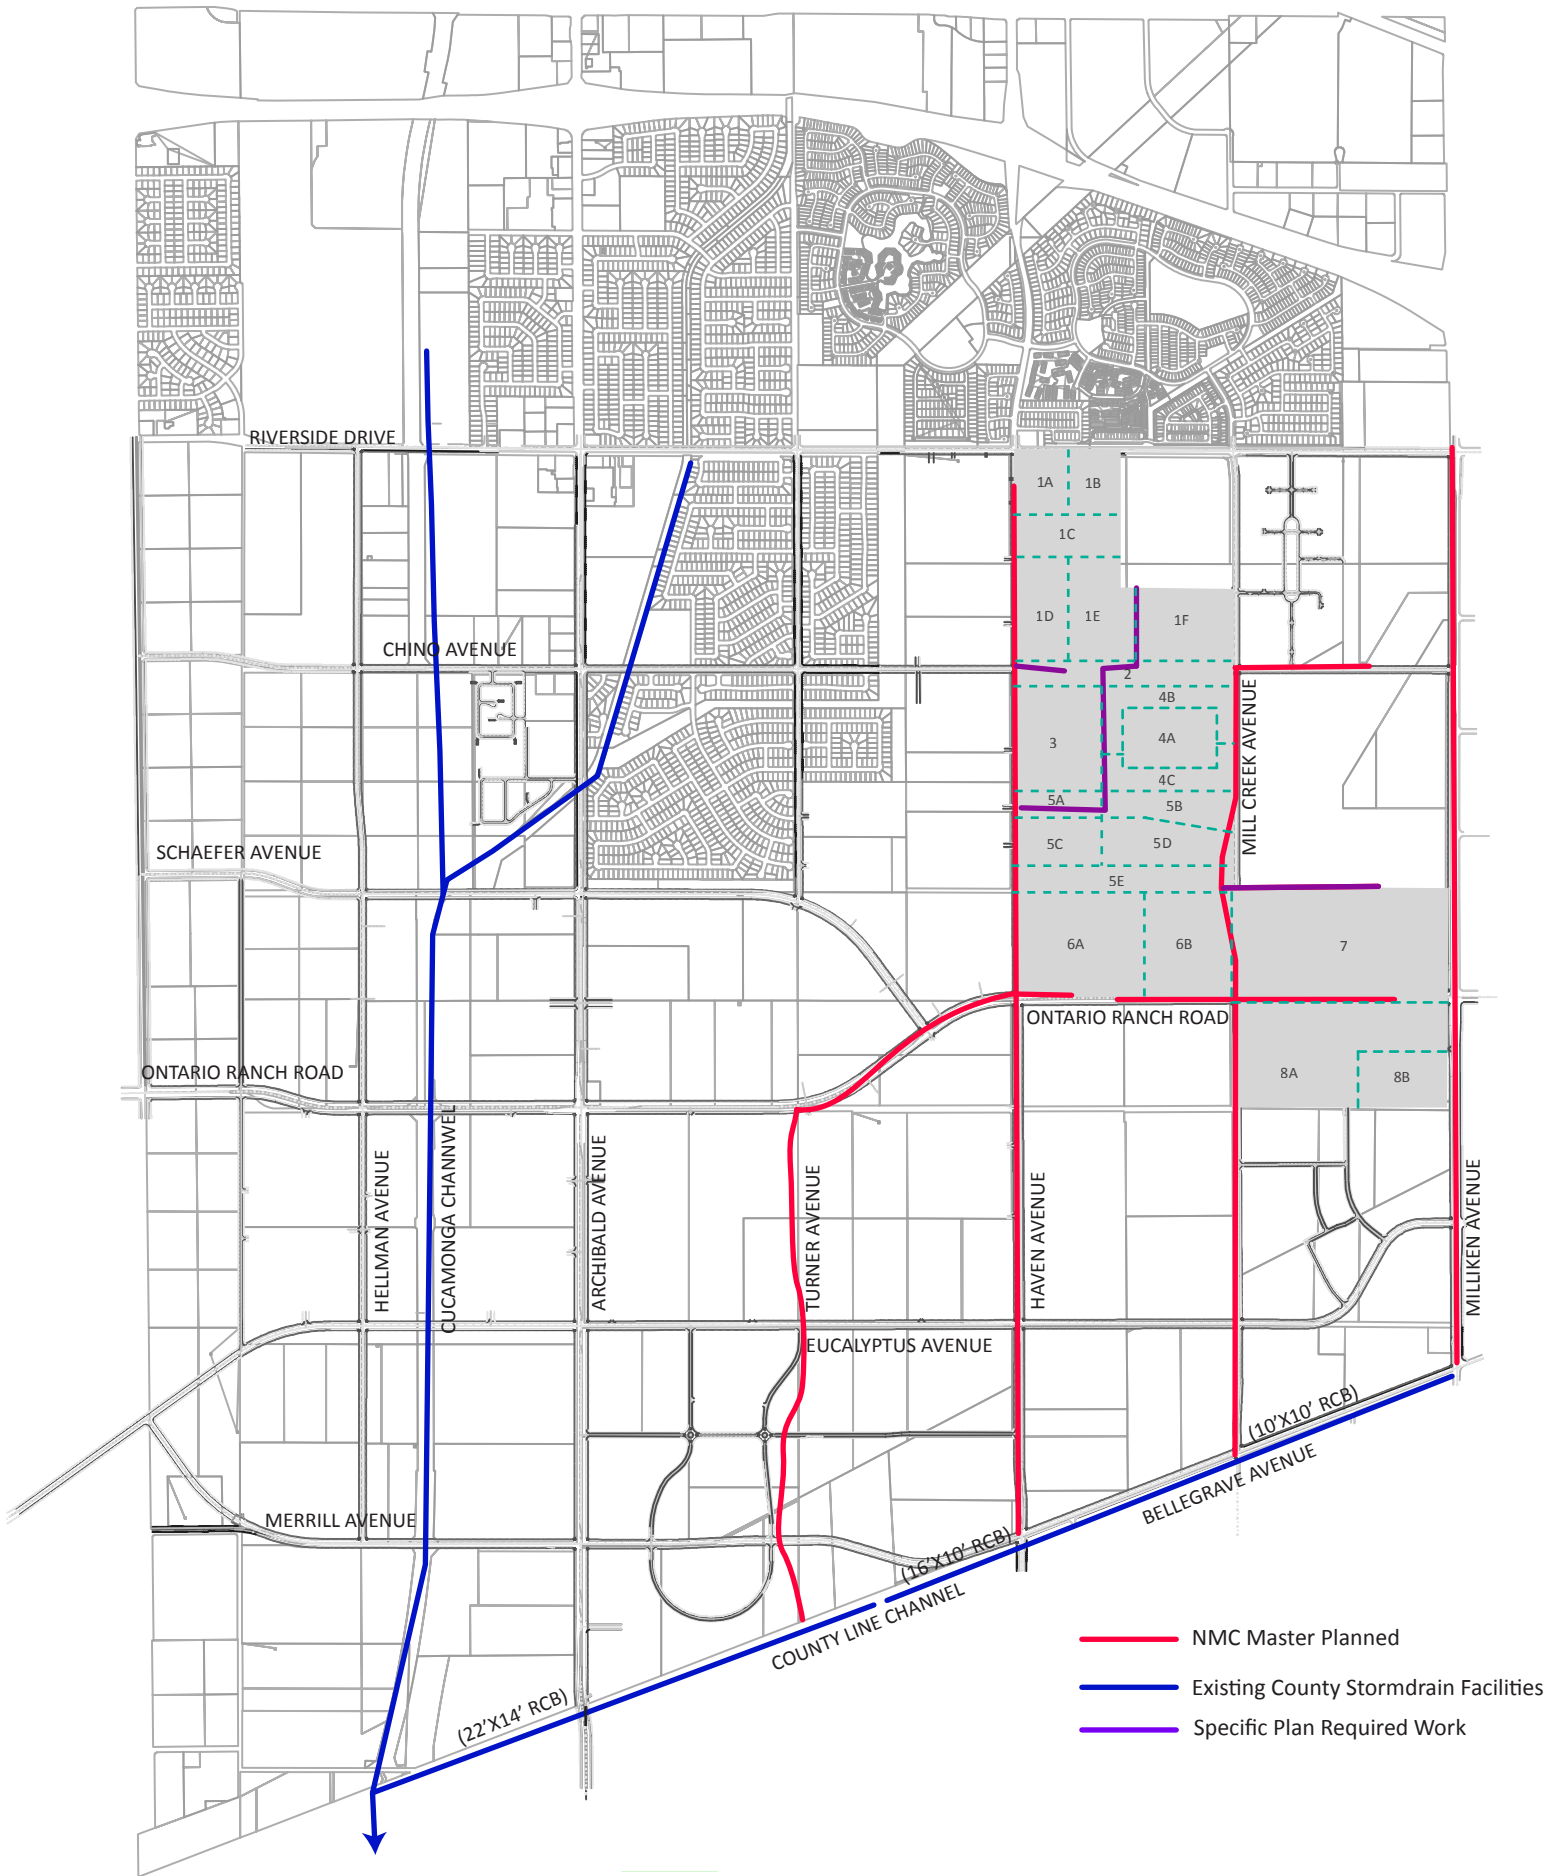 RIVERSIDE DRIVE
1A
1B
1C
1D
1E
1F
CHINO AVENUE
2
4B
3
4A
MILL CREEK AVENUE
4C
5A
5B
5C
5D
SCHAEFER AVENUE
5E
6A
6B
7
ONTARIO RANCH ROAD
ONTARIO RANCH ROAD
8A
8B
HELLMAN AVENUE
CUCAMONGA CHANNWEL
ARCHIBALD AVENUE
TURNER AVENUE
HAVEN AVENUE
MILLIKEN AVENUE
EUCALYPTUS AVENUE
(10'X10' RCB)
BELLEGRAVE AVENUE
MERRILL AVENUE
(16'X10' RCB)
COUNTY LINE CHANNEL
(22'X14' RCB)
NMC Master Planned
Existing County Stormdrain Facilities
Specific Plan Required Work